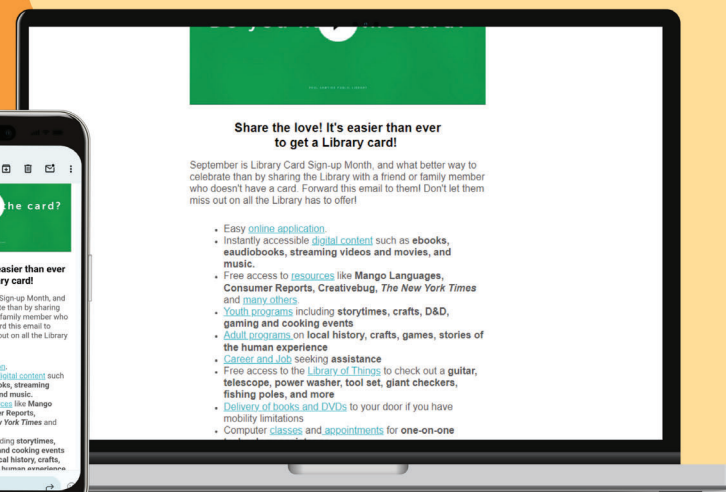 the card?
Share the love! It's easier than ever
to get a Library card!
September is Library Card Sign-up Month, and what better way to
celebrate than by sharing the Library with a friend or family member
who doesn't have a card. Forward this email to them! Don't let them
miss out on all the Library has to offer!
• Easy online application.
• Instantly accessible digital content such as ebooks,
eaudiobooks, streaming videos and movies, and
music.
• Free access to resources like Mango Languages,
Consumer Reports, Creativebug, The New York Times
and many others.
• Youth programs including storytimes, crafts, D&D,
gaming and cooking events
• Adult programs on local history, crafts, games, stories of
the human experience
• Career and Job seeking assistance
• Free access to the Library of Things to check out a guitar,
telescope, power washer, tool set, giant checkers,
fishing poles, and more
• Delivery of books and DVDs to your door if you have
mobility limitations
• Computer classes and appointments for one-on-one
the card?
easier than ever
ry card!
Sign-up Month, and
te than by sharing
family member who
rd this email to
out on all the Library
on.
digital content such
oks, streaming
nd music.
rces like Mango
er Reports,
York Times and
ding storytimes,
and cooking events
cal history, crafts,
human experience